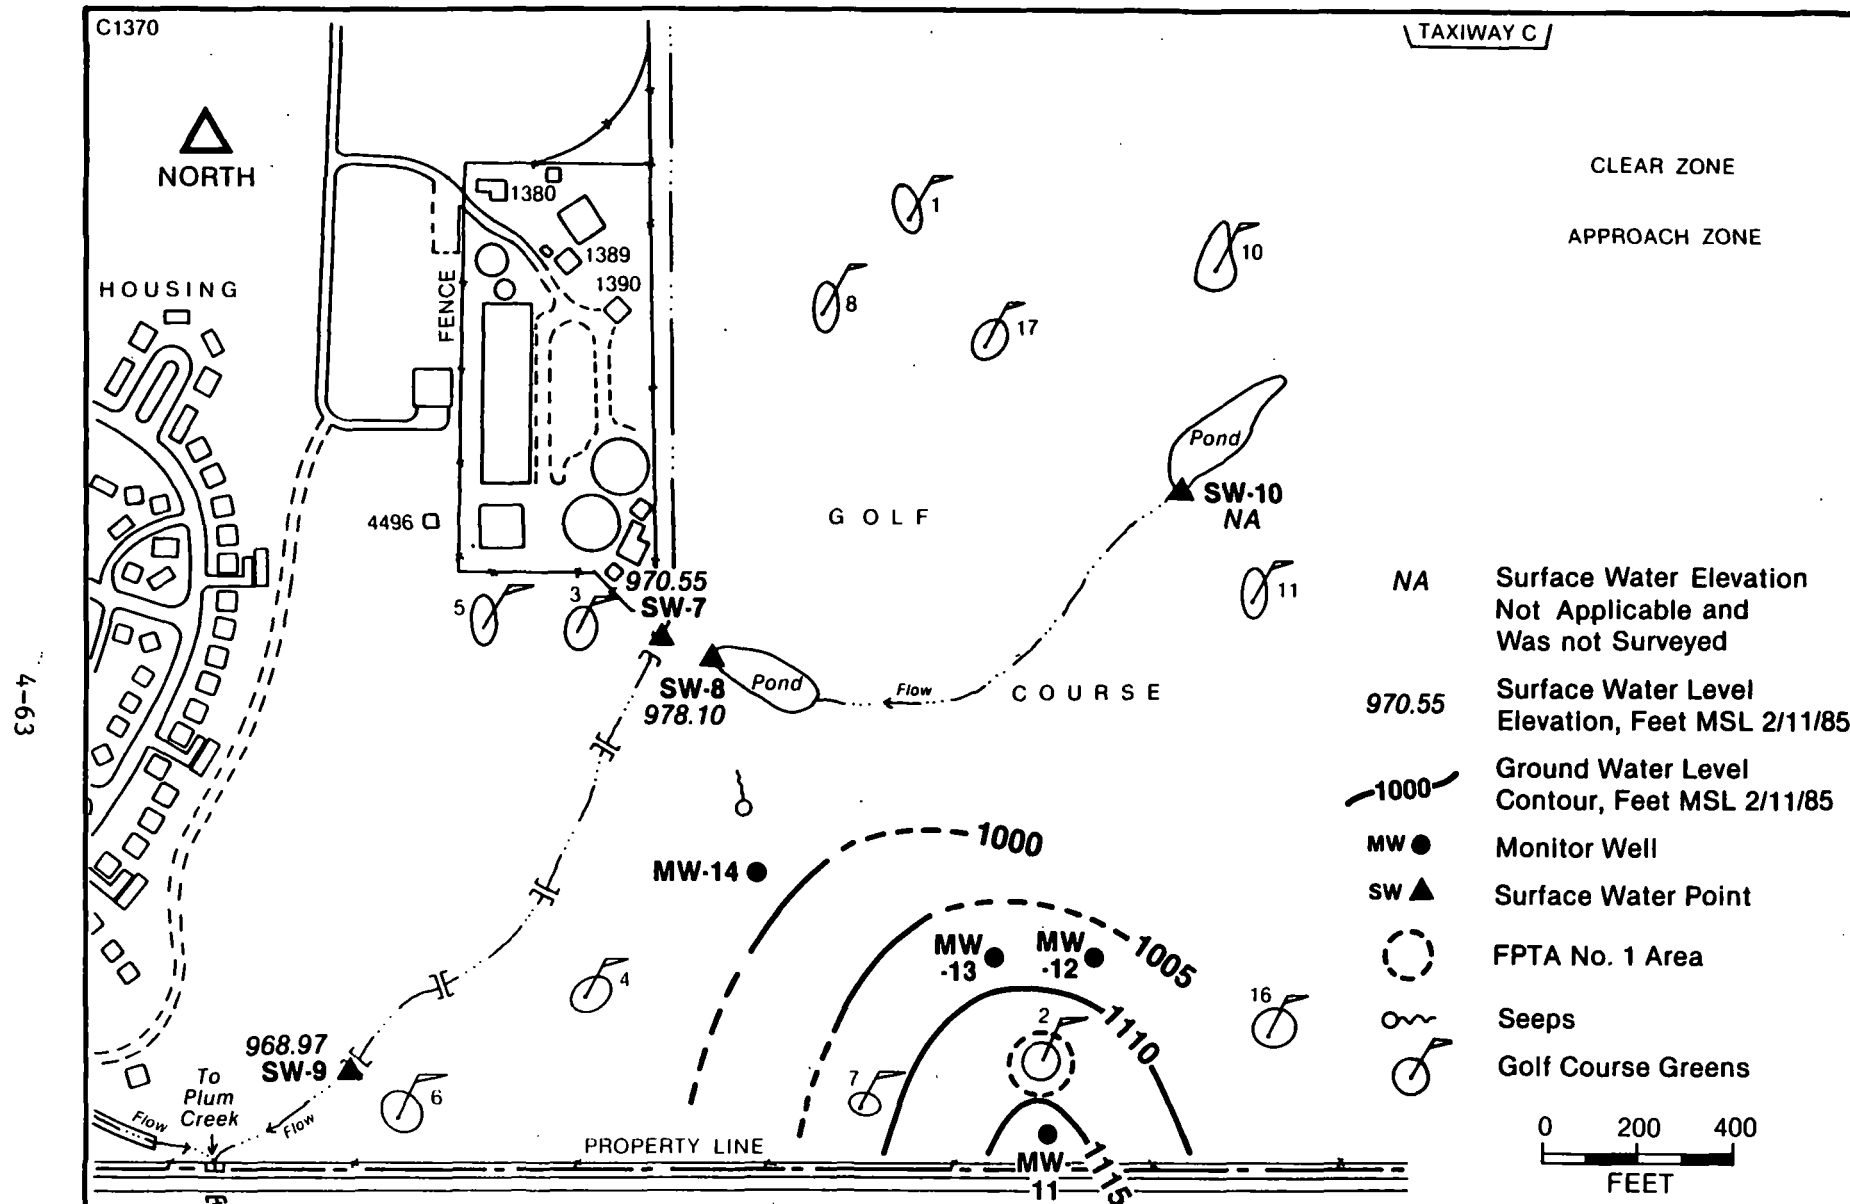 C1370
TAXIWAY C
NORTH
CLEAR ZONE
APPROACH ZONE
1380
1
10
1389
1390
HOUSING
FENCE
8
17
Pond
SW-10
NA
4496
GOLF
970.55
SW-7
5
3
11
SW-8
978.10
Pond
Flow
COURSE
4-63
NA Surface Water Elevation
Not Applicable and
Was not Surveyed
970.55 Surface Water Level
Elevation, Feet MSL 2/11/85
1000 Ground Water Level
Contour, Feet MSL 2/11/85
MW Monitor Well
SW Surface Water Point
FPTA No. 1 Area
Seeps
Golf Course Greens
1000
MW-14
MW
-13
MW
-12
1005
4
2
1110
16
968.97
SW-9
To
Plum
Creek
Flow
Flow
6
7
PROPERTY LINE
MW-
11
1115
0 200 400
FEET